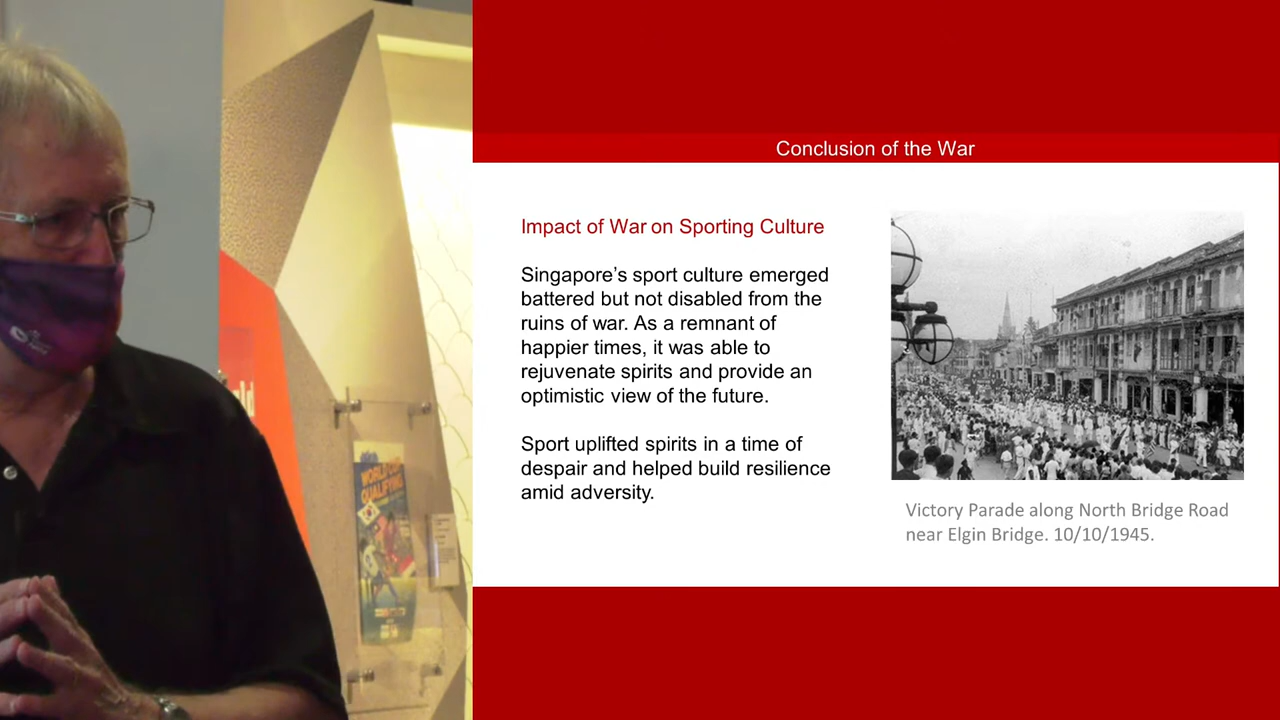 Conclusion of the War
Impact of War on Sporting Culture
Singapore’s sport culture emerged
battered but not disabled from the
ruins of war. As a remnant of
happier times, it was able to
rejuvenate spirits and provide an
optimistic view of the future.
Sport uplifted spirits in a time of
despair and helped build resilience
amid adversity.
Victory Parade along North Bridge Road
near Elgin Bridge. 10/10/1945.
WORLD CUP
QUALIFYING